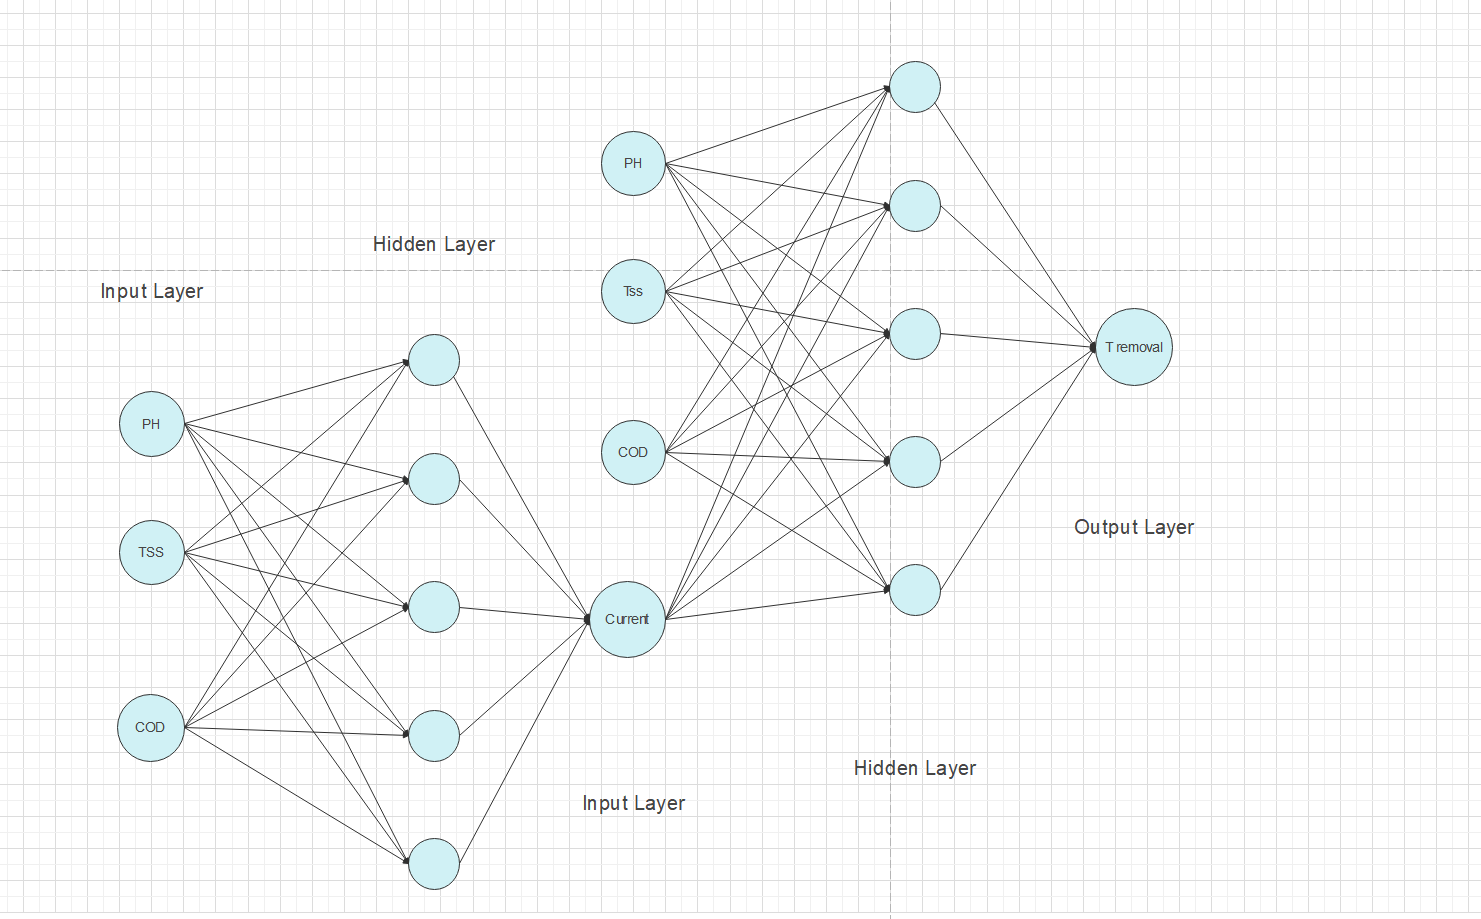 PH
Hidden Layer
Tss
Input Layer
T removal
PH
COD
Output Layer
TSS
Current
COD
Hidden Layer
Input Layer